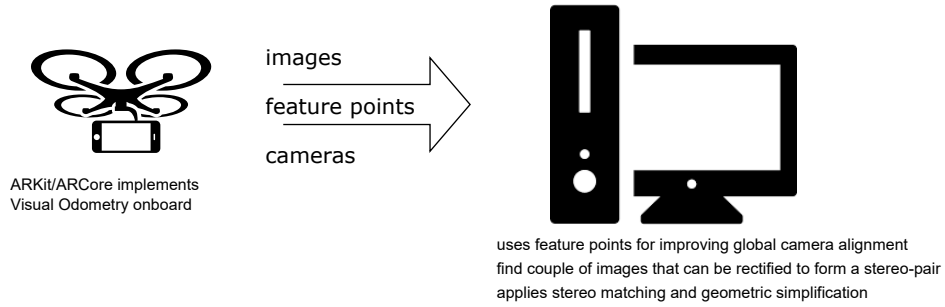 images
feature points
cameras
ARKit/ARCore implements
Visual Odometry onboard
uses feature points for improving global camera alignment
find couple of images that can be rectified to form a stereo-pair
applies stereo matching and geometric simplification